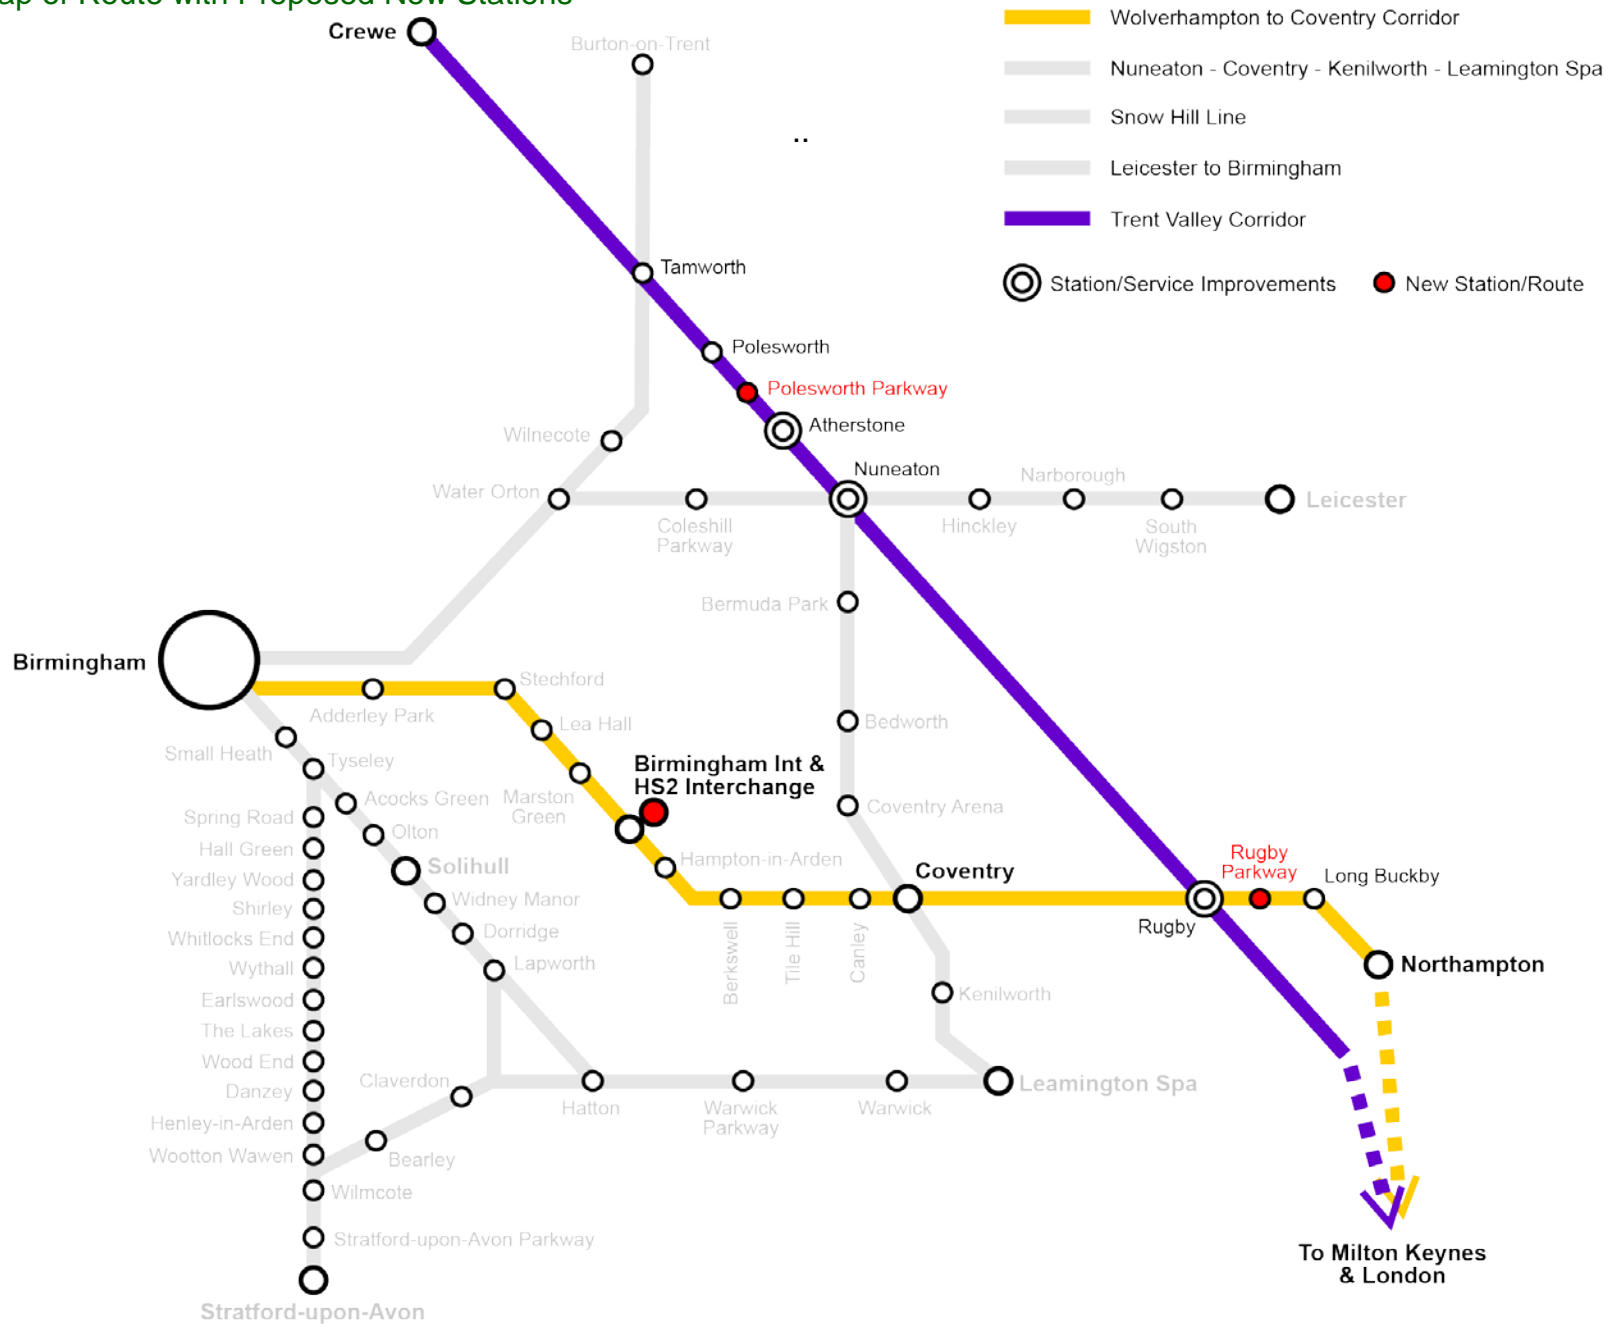 of Route with Proposed New Stations
Crewe
Burton-on-Trent
..
Wolverhampton to Coventry Corridor
Nuneaton - Coventry - Kenilworth - Leamington Spa
Snow Hill Line
Leicester to Birmingham
Trent Valley Corridor
Station/Service Improvements
New Station/Route
Tamworth
Polesworth
Polesworth Parkway
Atherstone
Wilnecote
Nuneaton
Water Orton
Coleshill
Parkway
Hinckley
Narborough
South
Wigston
Leicester
Bermuda Park
Birmingham
Stechford
Adderley Park
Lea Hall
Bedworth
Small Heath
Tyseley
Birmingham Int &
HS2 Interchange
Marston
Green
Acocks Green
Coventry Arena
Spring Road
Olton
Hall Green
Solihull
Hampton-in-Arden
Coventry
Rugby
Parkway
Long Buckby
Yardley Wood
Widney Manor
Shirley
Rugby
Whitlocks End
Dorridge
Berkswell
Tile Hill
Canley
Wythall
Lapworth
Northampton
Earlswood
Kenilworth
The Lakes
Wood End
Danzey
Claverdon
Hatton
Warwick
Parkway
Warwick
Leamington Spa
Henley-in-Arden
Wootton Wawen
Bearley
Wilmcote
Stratford-upon-Avon Parkway
To Milton Keynes
& London
Stratford-upon-Avon